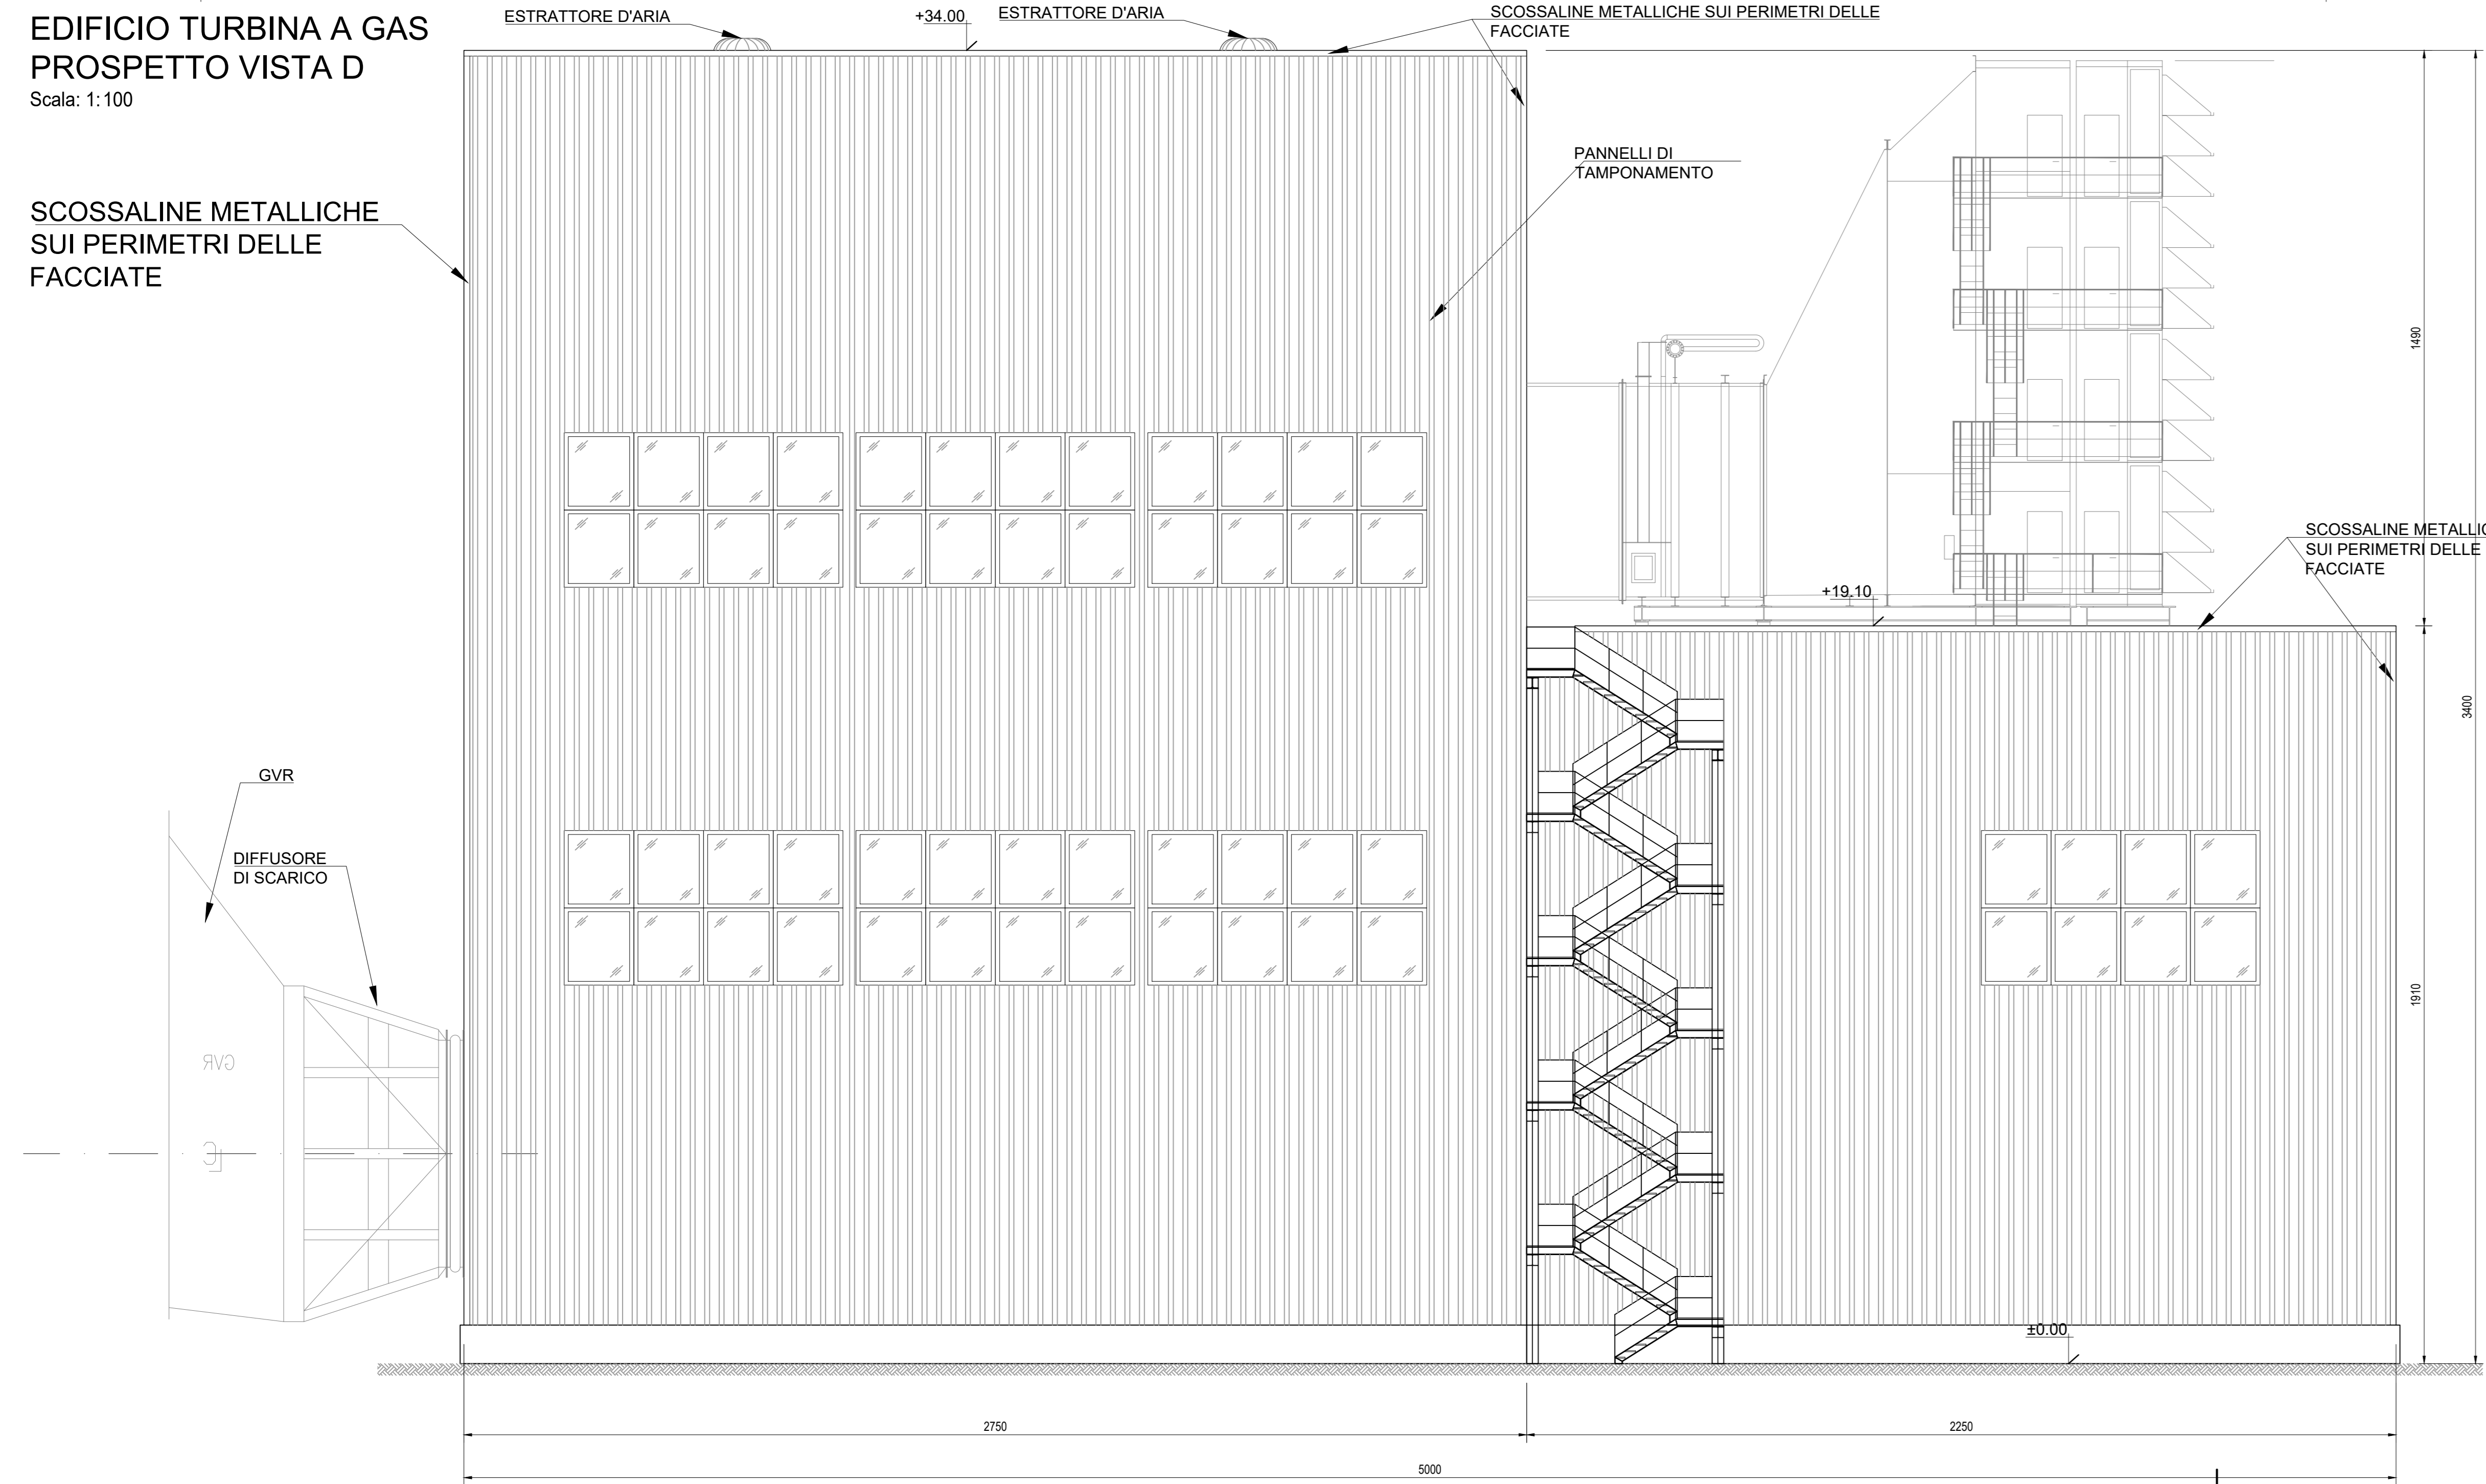 EDIFICIO TURBINA A GAS
PROSPETTO VISTA D
Scala: 1:100
ESTRATTORE D'ARIA
+34.00
ESTRATTORE D'ARIA
SCOSSALINE METALLICHE SUI PERIMETRI DELLE
FACCIATE
SCOSSALINE METALLICHE
SUI PERIMETRI DELLE
FACCIATE
PANNELLI DI
TAMPONAMENTO
1490
SCOSSALINE METALLIC
SUI PERIMETRI DELLE
FACCIATE
+19.10
3400
GVR
DIFFUSORE
DI SCARICO
1910
GVR
CL
±0.00
2750
2250
5000